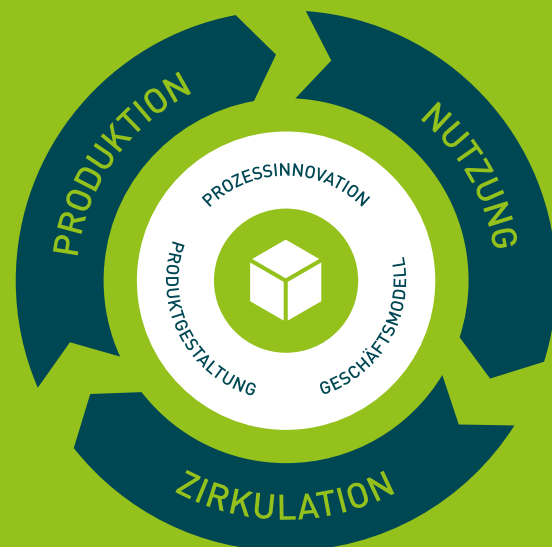 PRODUKTION
NUTZUNG
ZIRKULATION
PROZESSINNOVATION
GESCHÄFTSMODELL
PRODUKTGESTALTUNG